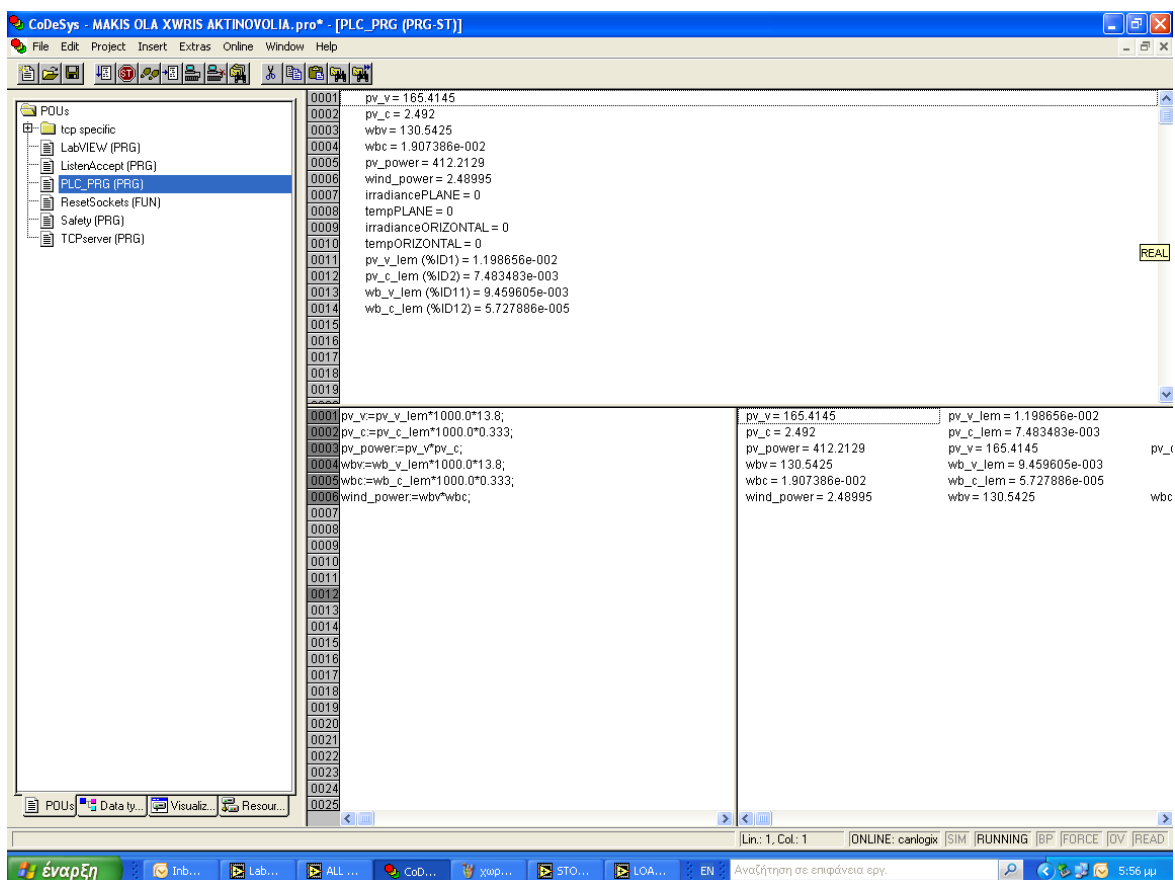 CoDeSys - MAKIS OLA XWRIS AKTINOVOLIA.pro* - [PLC_PRG (PRG-ST)]
File Edit Project Insert Extras Online Window Help
POUs
tcp specific
LabVIEW (PRG)
ListenAccept (PRG)
PLC_PRG (PRG)
ResetSockets (FUN)
Safety (PRG)
TCPserver (PRG)
0001 pv_v = 165.4145
0002 pv_c = 2.492
0003 wbv = 130.5425
0004 wbc = 1.907386e-002
0005 pv_power = 412.2129
0006 wind_power = 2.48995
0007 irradiancePLANE = 0
0008 tempPLANE = 0
0009 irradianceORIZONTAL = 0
0010 tempORIZONTAL = 0
0011 pv_v_lem (%ID1) = 1.198656e-002
0012 pv_c_lem (%ID2) = 7.483483e-003
0013 wb_v_lem (%ID11) = 9.459605e-003
0014 wb_c_lem (%ID12) = 5.727886e-005
0015
0016
0017
0018
0019
REAL
0001 pv_v:=pv_v_lem*1000.0*13.8;
0002 pv_c:=pv_c_lem*1000.0*0.333;
0003 pv_power:=pv_v*pv_c;
0004 wbv:=wb_v_lem*1000.0*13.8;
0005 wbc:=wb_c_lem*1000.0*0.333;
0006 wind_power:=wbv*wbc;
0007
0008
0009
0010
0011
0012
0013
0014
0015
0016
0017
0018
0019
0020
0021
0022
0023
0024
0025
pv_v = 165.4145 pv_v_lem = 1.198656e-002
pv_c = 2.492 pv_c_lem = 7.483483e-003
pv_power = 412.2129 pv_v = 165.4145 pv_c
wbv = 130.5425 wb_v_lem = 9.459605e-003
wbc = 1.907386e-002 wb_c_lem = 5.727886e-005
wind_power = 2.48995 wbv = 130.5425 wbc
POUs Data ty... Visualiz... Resour...
Lin.: 1, Col.: 1 ONLINE: canlogix SIM RUNNING BP FORCE OV READ
έναρξη Inb... Lab... ALL ... CoD... χωρ... STO... LOA... EN Αναζήτηση σε επιφάνεια εργ. 5:56 μμ